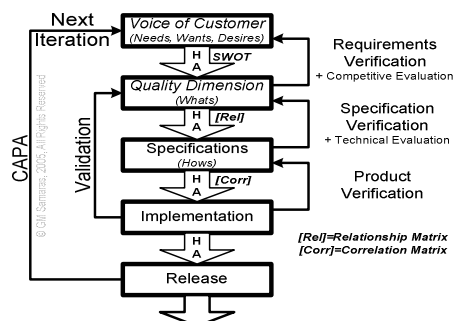 Next
Iteration
Voice of Customer
(Needs, Wants, Desires)
H
A
SWOT
Requirements
Verification
+ Competitive Evaluation
Quality Dimension
(Whats)
H
A
[Rel]
Specification
Verification
+ Technical Evaluation
Specifications
(Hows)
H
A
[Corr]
Product
Verification
Implementation
H
A
[Rel]=Relationship Matrix
[Corr]=Correlation Matrix
Release
Validation
CAPA
© GM Samaras, 2005, All Rights Reserved